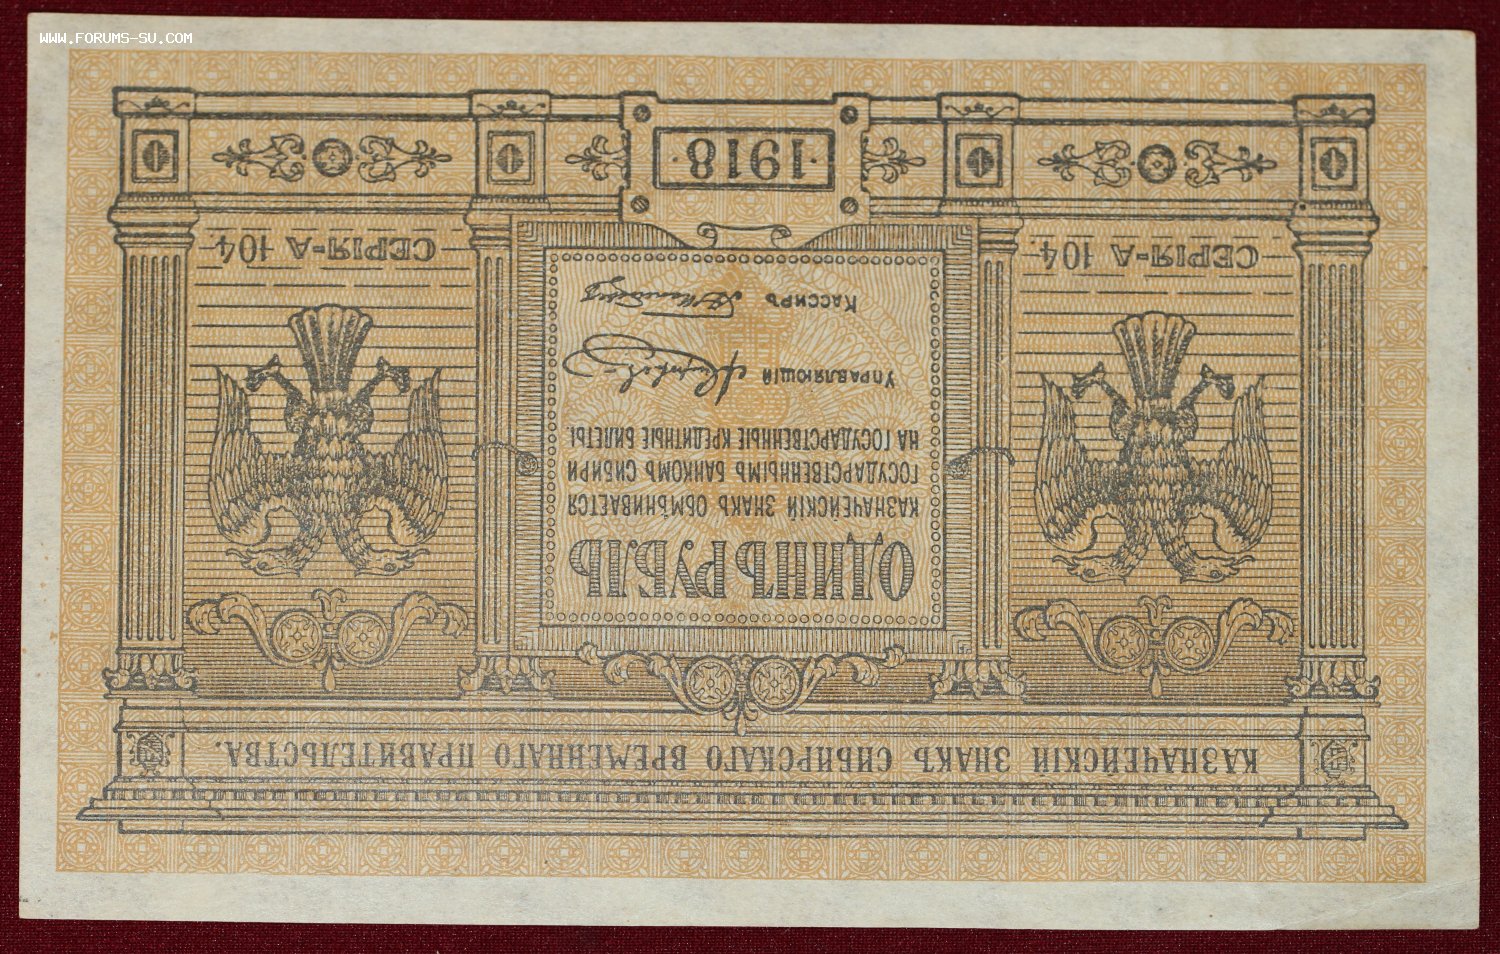 WWW.FORUMS-SU.COM
КАЗНАЧЕЙСКІЙ ЗНАКЪ СИБИРСКАГО ВРЕМЕННАГО ПРАВИТЕЛЬСТВА.
ОДИНЪ РУБЛЬ
КАЗНАЧЕЙСКІЙ ЗНАКЪ ОБМѢНИВАЕТСЯ
ГОСУДАРСТВЕННЫМЪ БАНКОМЪ СИБИРИ
НА ГОСУДАРСТВЕННЫЕ КРЕДИТНЫЕ БИЛЕТЫ
УПРАВЛЯЮЩІЙ
КАССИРЪ
СЕРІЯ-А 104.
СЕРІЯ-А 104.
·1918·